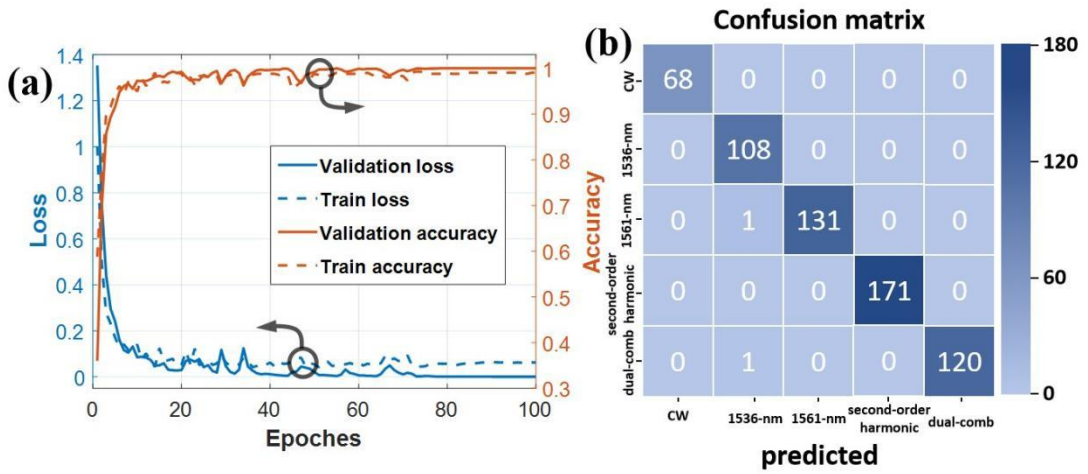 (a)
1.4
1.2
1
0.8
0.6
0.4
0.2
0
Loss
0 20 40 60 80 100
Epoches
1
0.9
0.8
0.7
0.6
0.5
0.4
0.3
Accuracy
Validation loss
Train loss
Validation accuracy
Train accuracy
(b)
Confusion matrix
CW
68 0 0 0 0
1536-nm
0 108 0 0 0
1561-nm
0 1 131 0 0
second-order
harmonic
0 0 0 171 0
dual-comb
0 1 0 0 120
CW 1536-nm 1561-nm second-order dual-comb
harmonic
predicted
180
120
60
0